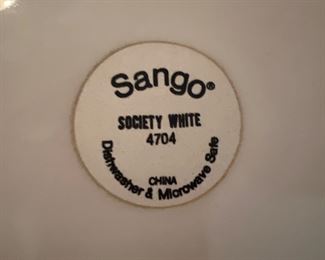 Sango®
SOCIETY WHITE
4704
CHINA
Dishwasher & Microwave Safe